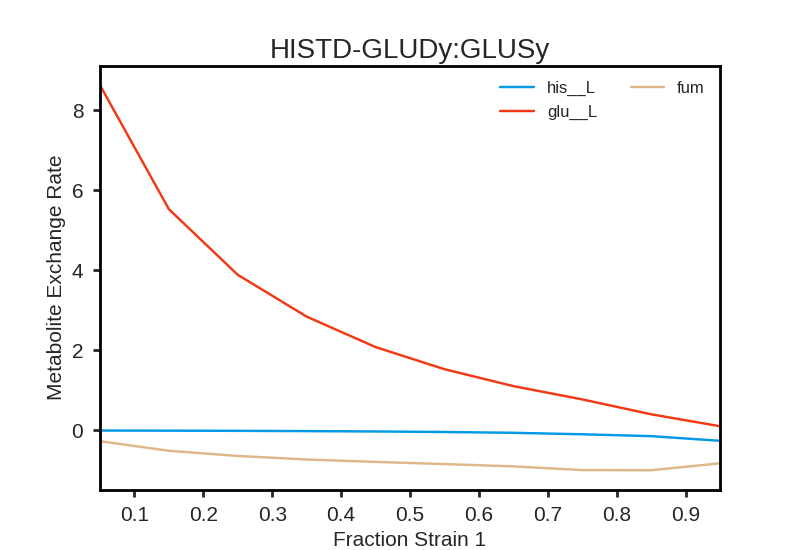 HISTD-GLUDy:GLUSy
his__L
fum
glu__L
8
6
4
2
0
Metabolite Exchange Rate
0.1 0.2 0.3 0.4 0.5 0.6 0.7 0.8 0.9
Fraction Strain 1